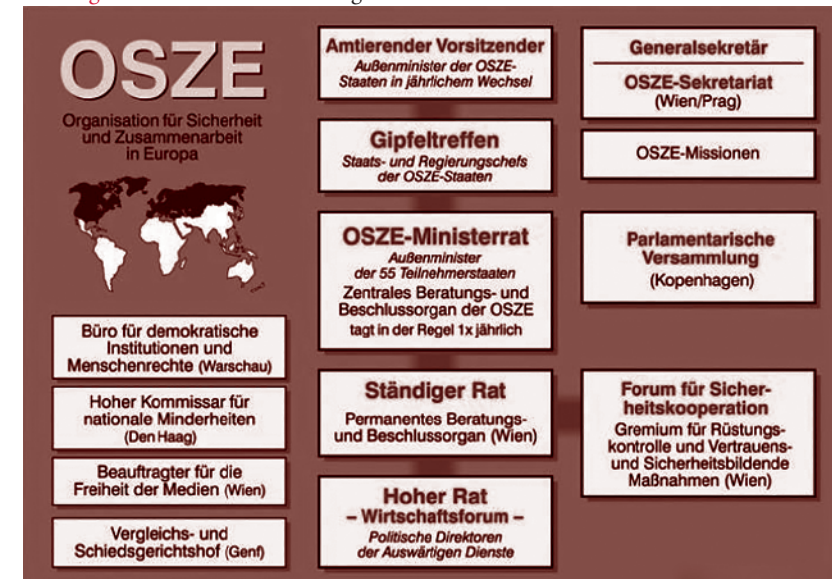 OSZE
Organisation für Sicherheit
und Zusammenarbeit
in Europa
Büro für demokratische
Institutionen und
Menschenrechte (Warschau)
Hoher Kommissar für
nationale Minderheiten
(Den Haag)
Beauftragter für die
Freiheit der Medien (Wien)
Vergleichs- und
Schiedsgerichtshof (Genf)
Amtierender Vorsitzender
Außenminister der OSZE-
Staaten in jährlichem Wechsel
Gipfeltreffen
Staats- und Regierungschefs
der OSZE-Staaten
OSZE-Ministerrat
Außenminister
der 55 Teilnehmerstaaten
Zentrales Beratungs- und
Beschlussorgan der OSZE
tagt in der Regel 1x jährlich
Ständiger Rat
Permanentes Beratungs-
und Beschlussorgan (Wien)
Hoher Rat
– Wirtschaftsforum –
Politische Direktoren
der Auswärtigen Dienste
Generalsekretär
OSZE-Sekretariat
(Wien/Prag)
OSZE-Missionen
Parlamentarische
Versammlung
(Kopenhagen)
Forum für Sicher-
heitskooperation
Gremium für Rüstungs-
kontrolle und Vertrauens-
und Sicherheitsbildende
Maßnahmen (Wien)